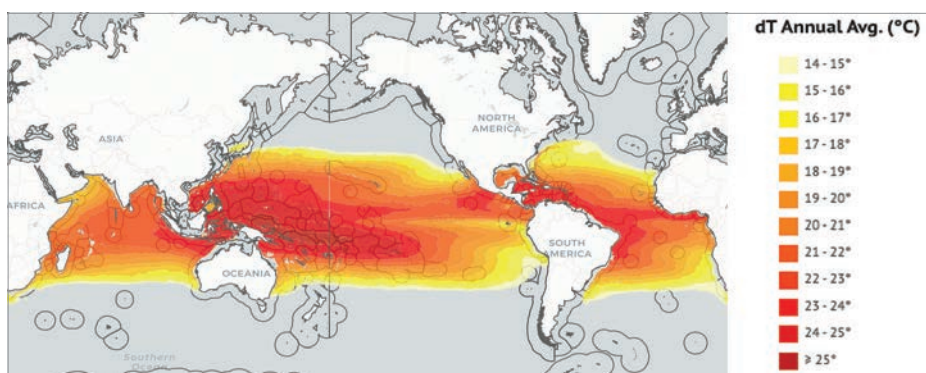 dT Annual Avg. (°C)
14 - 15°
15 - 16°
16 - 17°
17 - 18°
18 - 19°
19 - 20°
20 - 21°
21 - 22°
22 - 23°
23 - 24°
24 - 25°
⩾ 25°
ASIA
NORTH
AMERICA
AFRICA
OCEANIA
SOUTH
AMERICA
Southern
Ocean